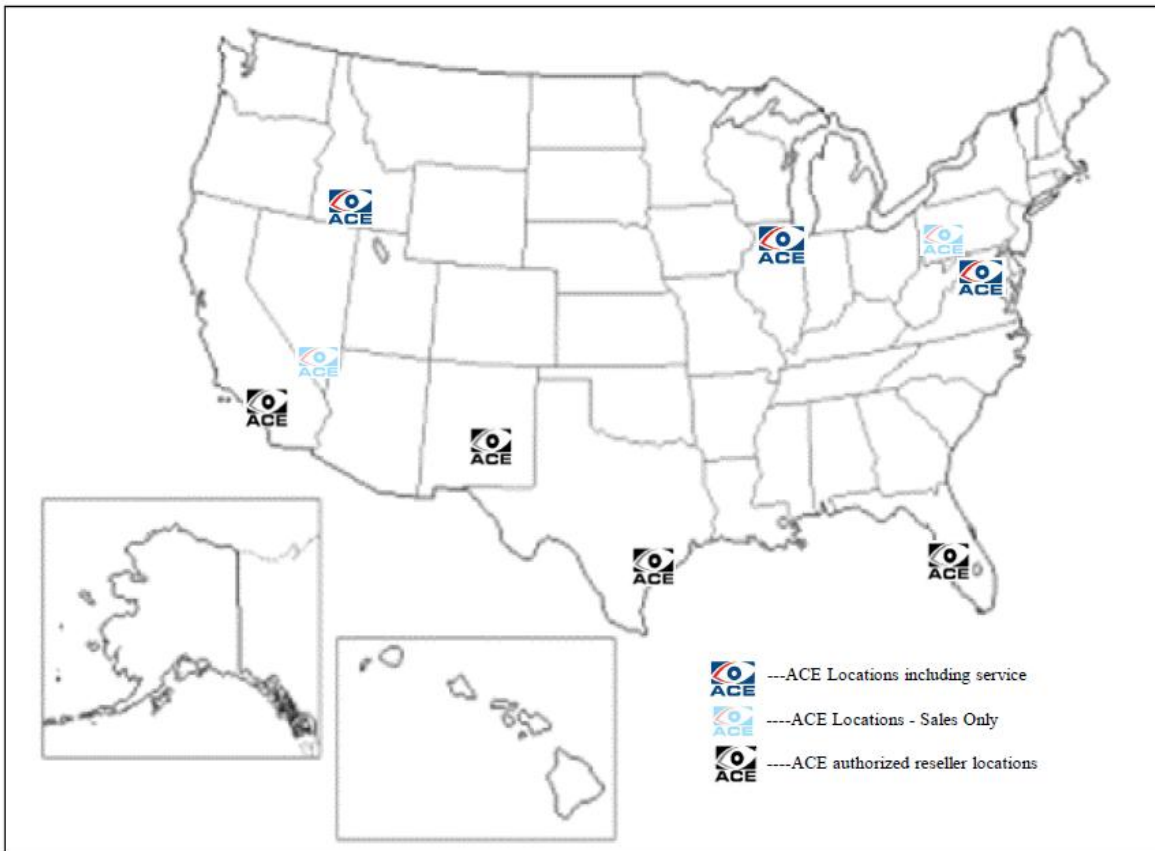 ACE
ACE
ACE
ACE
ACE
ACE
ACE
ACE
ACE
ACE ---ACE Locations including service
ACE ----ACE Locations - Sales Only
ACE ----ACE authorized reseller locations